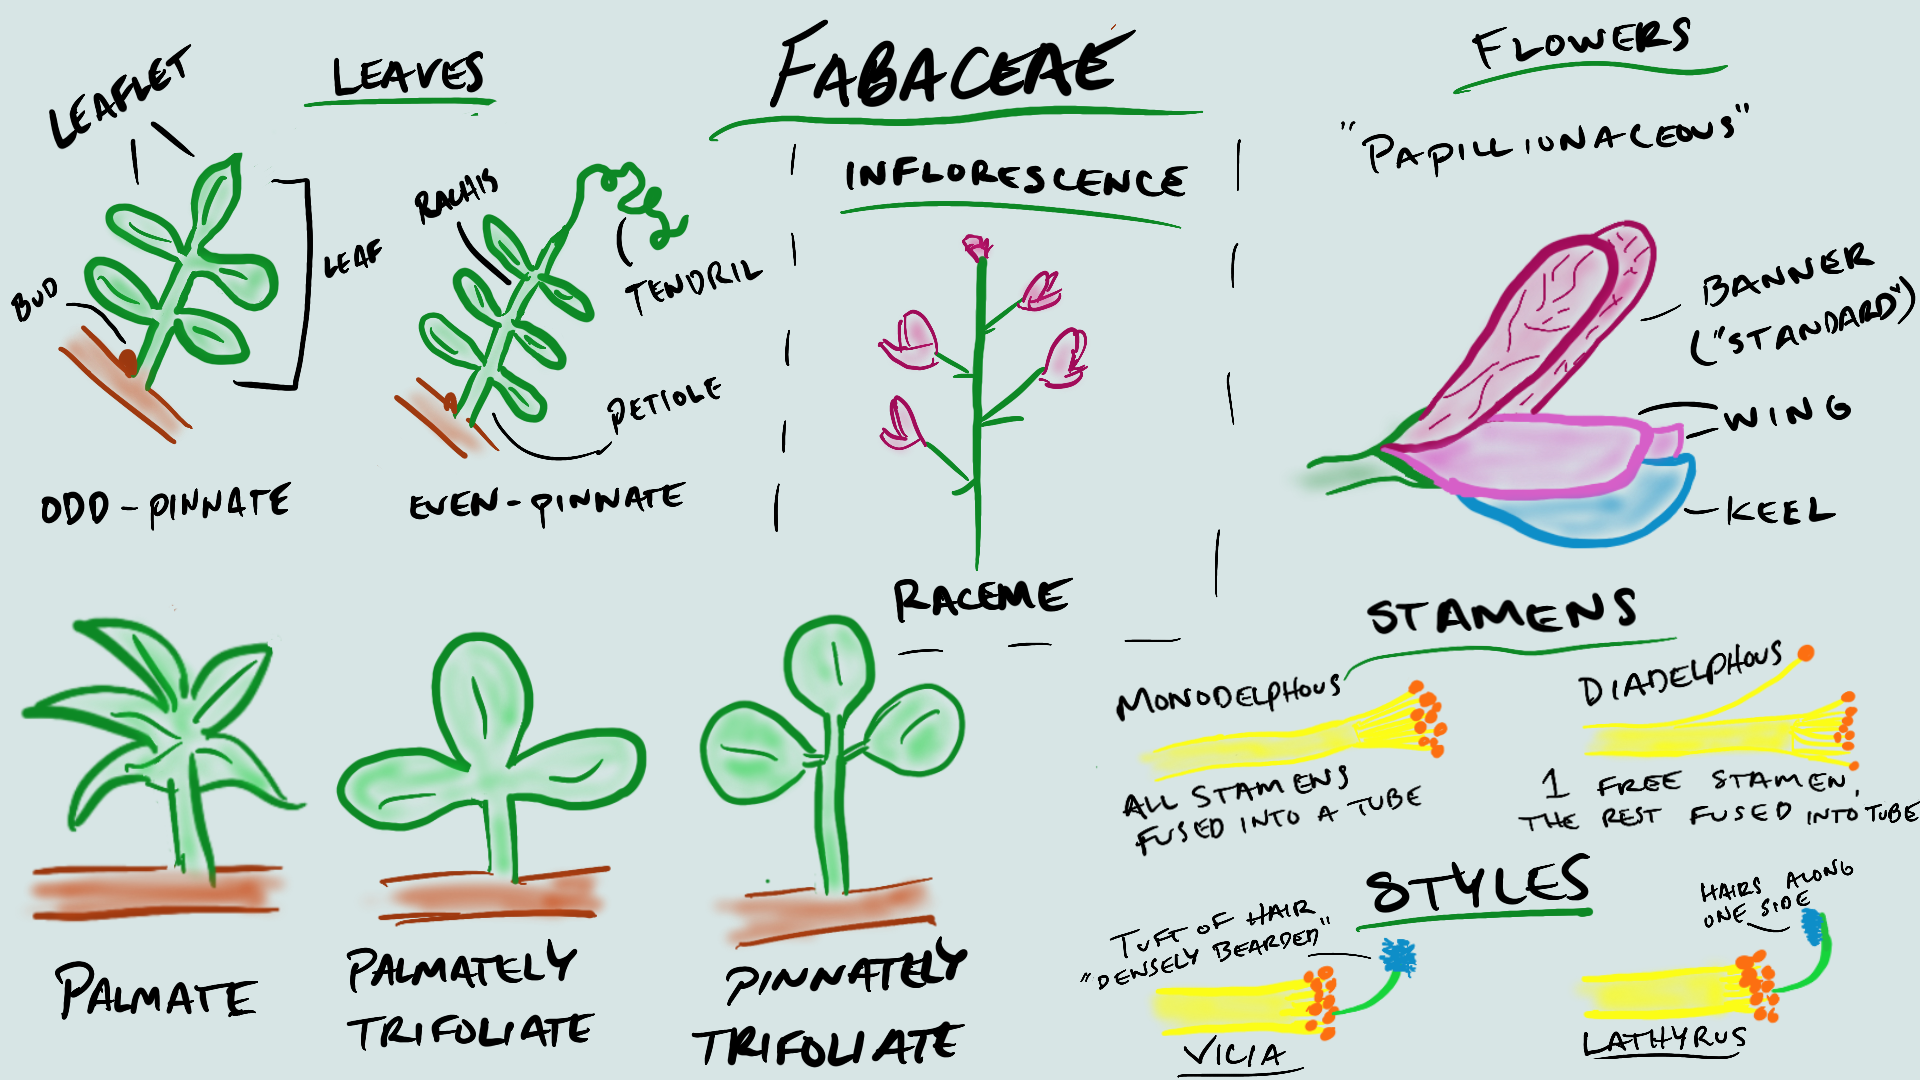 FABACEAE
LEAVES
LEAFLET
BUD
LEAF
ODD-PINNATE
RACHIS
TENDRIL
PETIOLE
EVEN-PINNATE
PALMATE
PALMATELY
TRIFOLIATE
PINNATELY
TRIFOLIATE
INFLORESCENCE
RACEME
FLOWERS
"PAPILLIONACEOUS"
BANNER
("STANDARD")
WING
KEEL
STAMENS
MONODELPHOUS
ALL STAMENS
FUSED INTO A TUBE
DIADELPHOUS
1 FREE STAMEN,
THE REST FUSED INTO TUBE
STYLES
TUFT OF HAIR
"DENSELY BEARDED"
VICIA
HAIRS ALONG
ONE SIDE
LATHYRUS